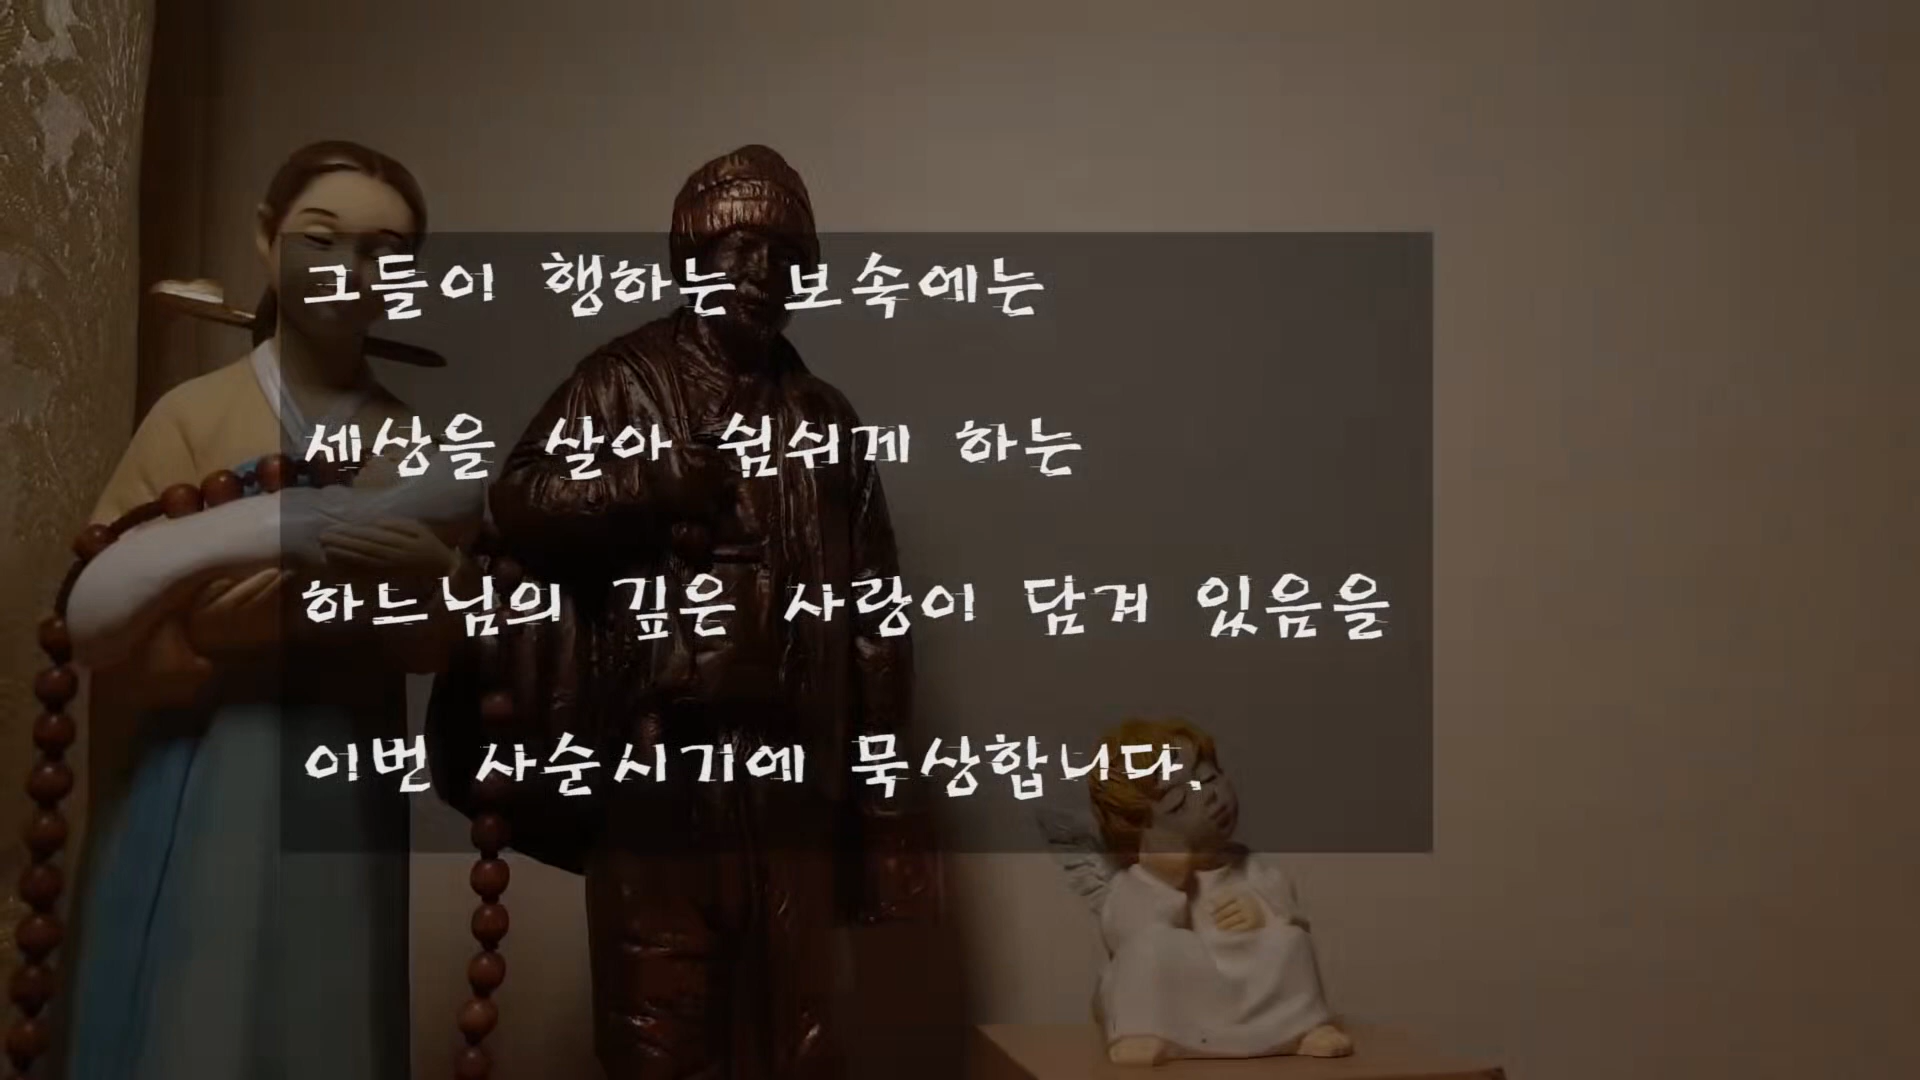 그들이 행하는 보속에는
세상을 살아 쉼쉬게 하는
하느님의 깊은 사랑이 담겨 있음을
이번 사순시기에 묵상합니다.